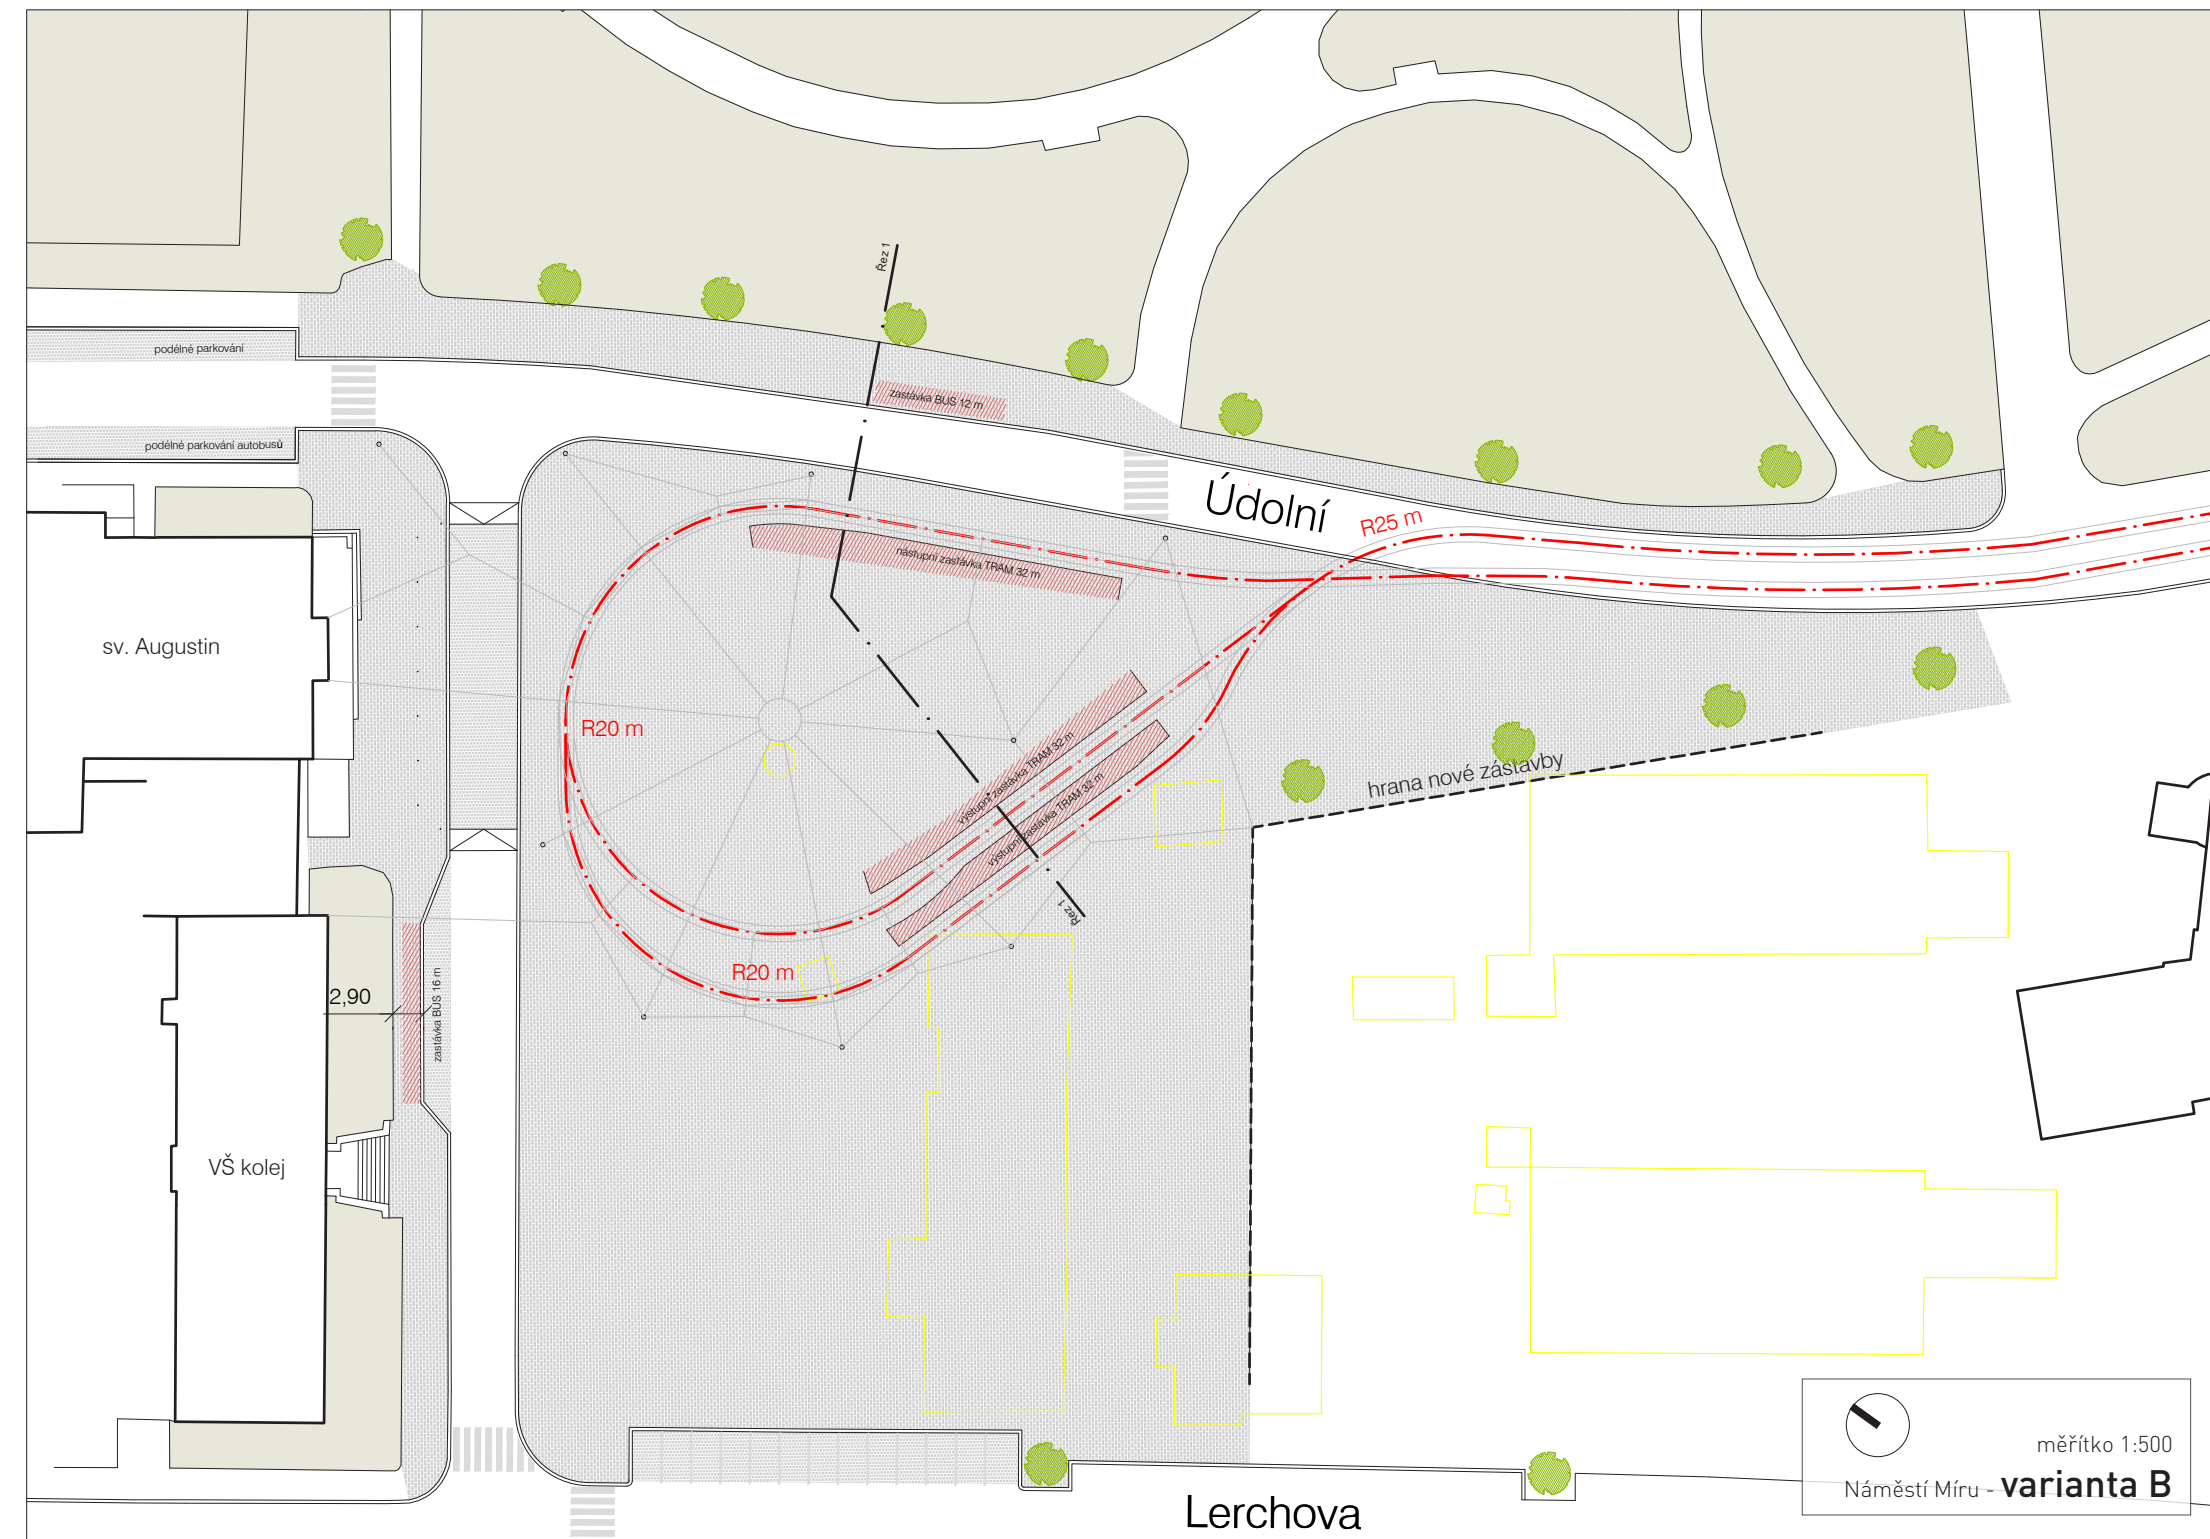 Řez 1
podélné parkování
zastávka BUS 12 m
podélné parkování autobusů
Údolní
R25 m
nástupní zastávka TRAM 32 m
sv. Augustin
R20 m
výstupní zastávka TRAM 32 m
výstupní zastávka TRAM 32 m
hrana nové zástavby
Řez 1
R20 m
2,90
zastávka BUS 16 m
VŠ kolej
měřítko 1:500
Náměstí Míru - varianta B
Lerchova